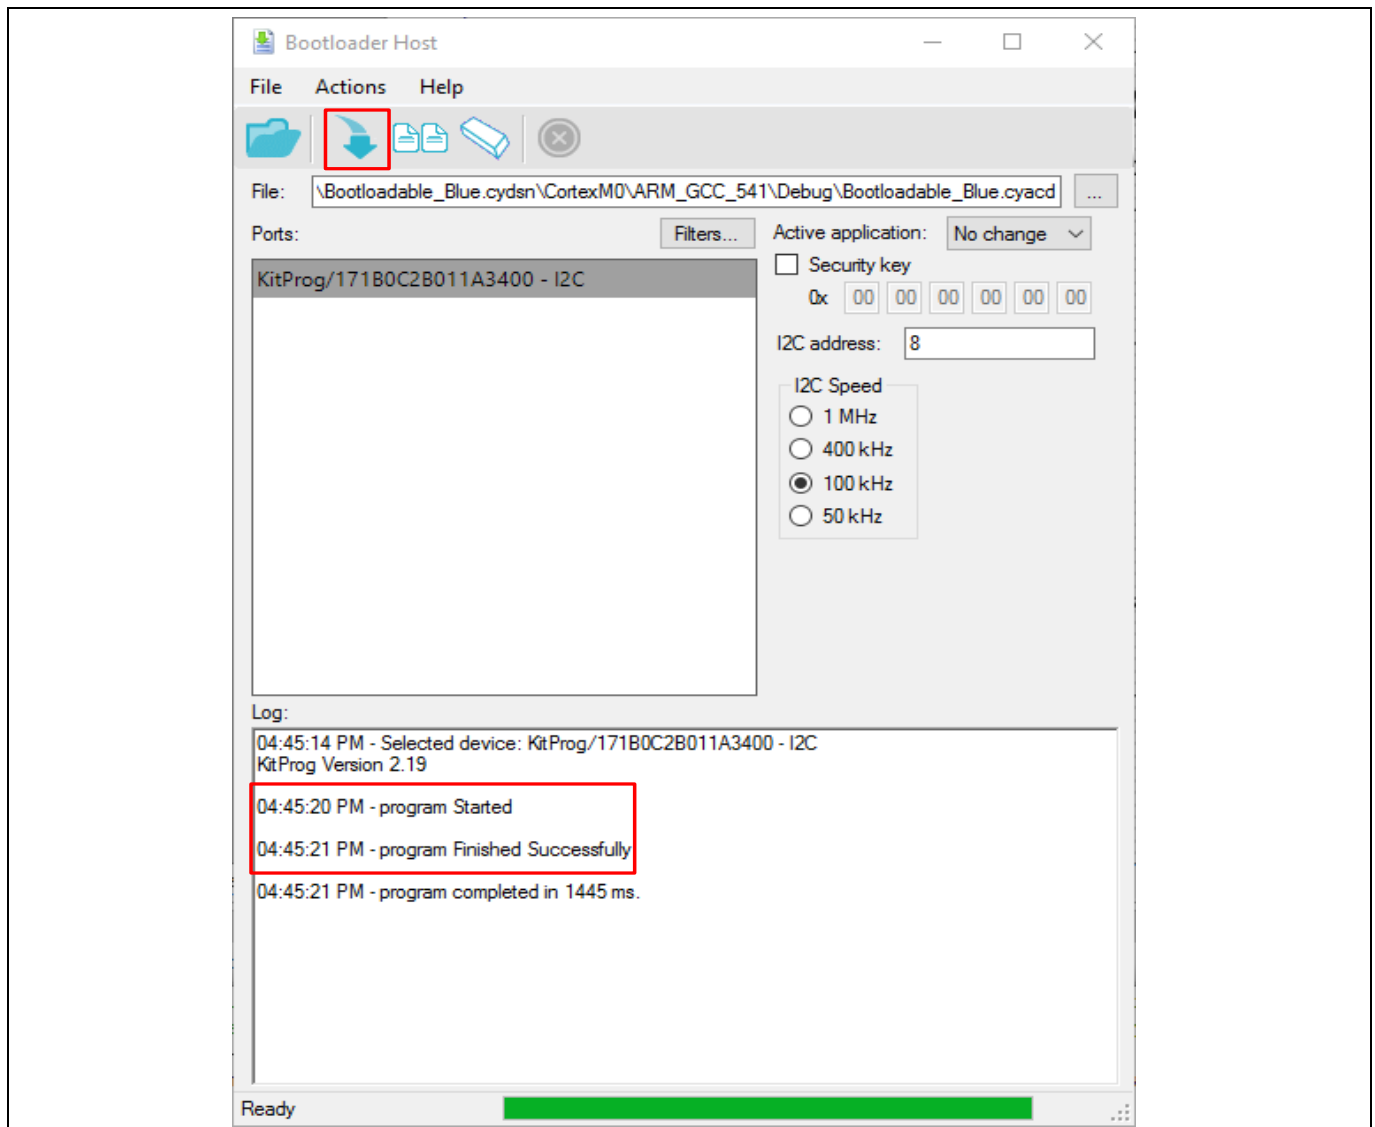 Bootloader Host
File Actions Help
File: \Bootloadable_Blue.cydsn\CortexM0\ARM_GCC_541\Debug\Bootloadable_Blue.cyacd ...
Ports: Filters...
KitProg/171B0C2B011A3400 - I2C
Active application: No change
Security key
0x 00 00 00 00 00 00
I2C address: 8
I2C Speed
1 MHz
400 kHz
100 kHz
50 kHz
Log:
04:45:14 PM - Selected device: KitProg/171B0C2B011A3400 - I2C
KitProg Version 2.19
04:45:20 PM - program Started
04:45:21 PM - program Finished Successfully
04:45:21 PM - program completed in 1445 ms.
Ready